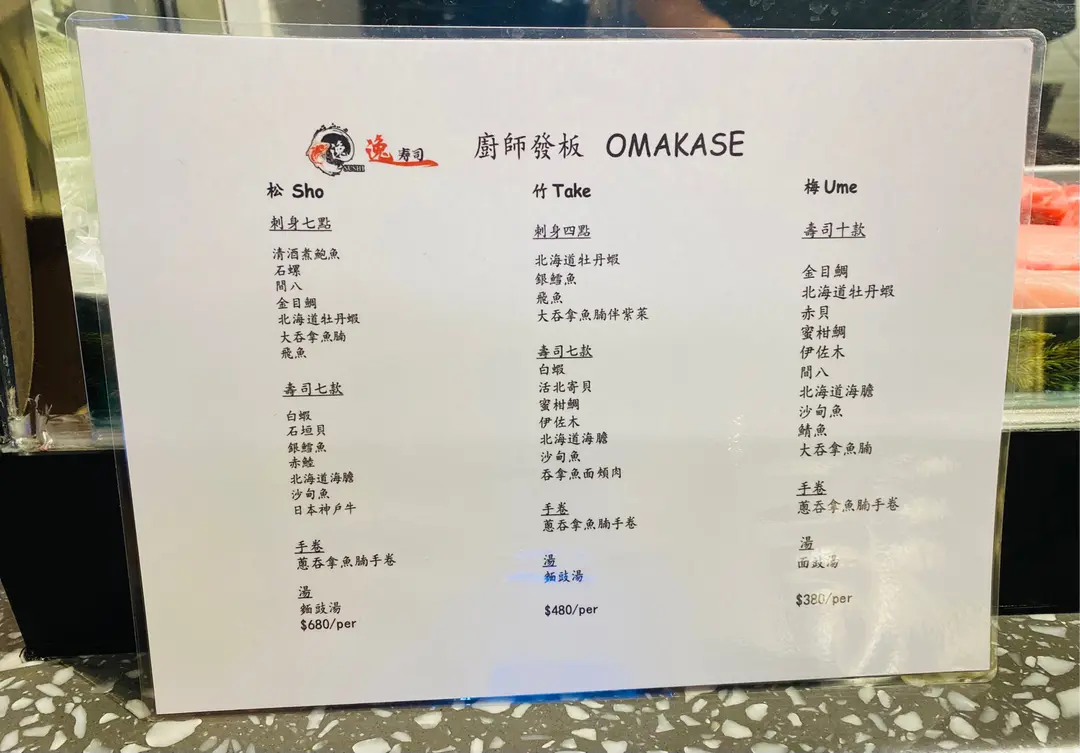 逸 SUSHI 逸 寿司
廚師發板 OMAKASE
松 Sho
刺身七點
清酒煮鮑魚
石螺
間八
金目鯛
北海道牡丹蝦
大吞拿魚腩
飛魚
壽司七款
白蝦
石垣貝
銀鱈魚
赤鯥
北海道海膽
沙甸魚
日本神戶牛
手卷
蔥吞拿魚腩手卷
湯
麵豉湯
$680/per
竹 Take
刺身四點
北海道牡丹蝦
銀鱈魚
飛魚
大吞拿魚腩伴紫菜
壽司七款
白蝦
活北寄貝
蜜柑鯛
伊佐木
北海道海膽
沙甸魚
吞拿魚面頰肉
手卷
蔥吞拿魚腩手卷
湯
麵豉湯
$480/per
梅 Ume
壽司十款
金目鯛
北海道牡丹蝦
赤貝
蜜柑鯛
伊佐木
間八
北海道海膽
沙甸魚
鯖魚
大吞拿魚腩
手卷
蔥吞拿魚腩手卷
湯
面豉湯
$380/per